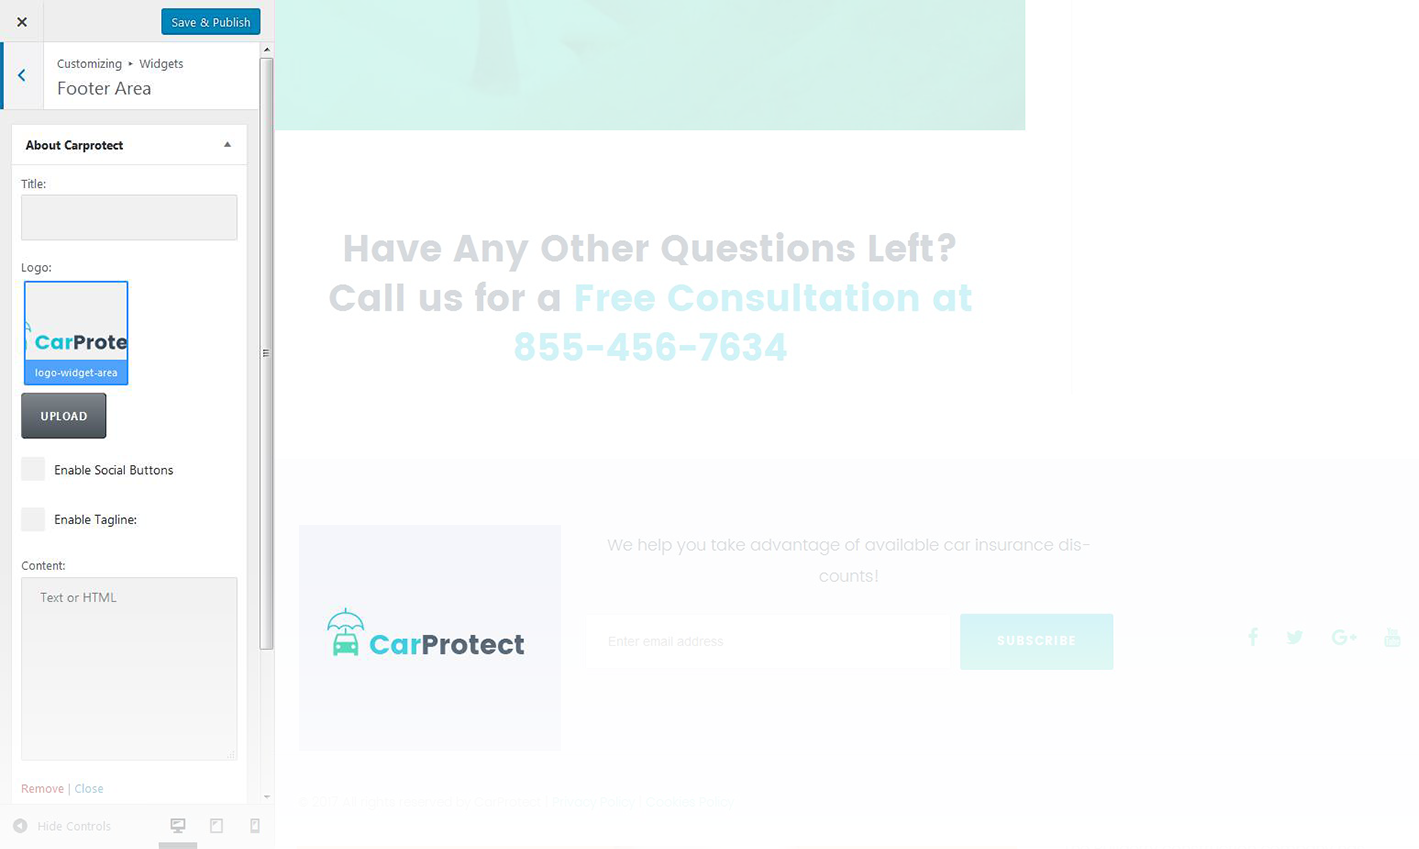 Save & Publish
Customizing ▸ Widgets
Footer Area
About Carprotect
Title:
Logo:
CarProte
logo-widget-area
UPLOAD
Enable Social Buttons
Enable Tagline:
Content:
Text or HTML
Remove | Close
Hide Controls
Have Any Other Questions Left?
Call us for a Free Consultation at
855-456-7634
CarProtect
We help you take advantage of available car insurance dis-
counts!
Enter email address
SUBSCRIBE